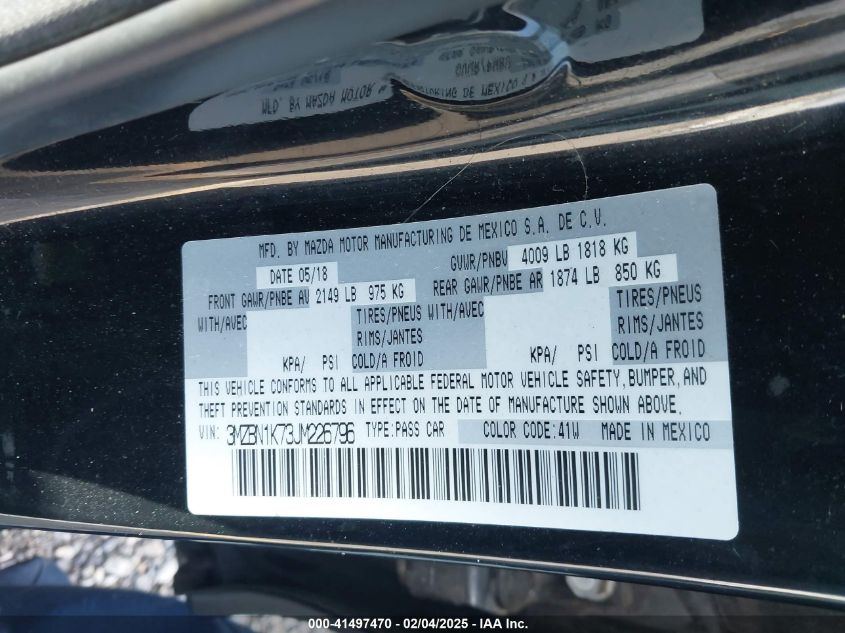 MFD. BY MAZDA MOTOR MANUFACTURING DE MEXICO S.A. DE C.V.
DATE 05/18 GVWR/PNBV 4009 LB 1818 KG
FRONT GAWR/PNBE AV 2149 LB 975 KG REAR GAWR/PNBE AR 1874 LB 850 KG
WITH/AVEC TIRES/PNEUS WITH/AVEC TIRES/PNEUS
RIMS/JANTES RIMS/JANTES
KPA/ PSI COLD/A FROID KPA/ PSI COLD/A FROID
THIS VEHICLE CONFORMS TO ALL APPLICABLE FEDERAL MOTOR VEHICLE SAFETY, BUMPER, AND
THEFT PREVENTION STANDARDS IN EFFECT ON THE DATE OF MANUFACTURE SHOWN ABOVE.
VIN: 3MZBN1K73JM226796 TYPE:PASS CAR COLOR CODE:41W MADE IN MEXICO
000-41497470 - 02/04/2025 - IAA Inc.